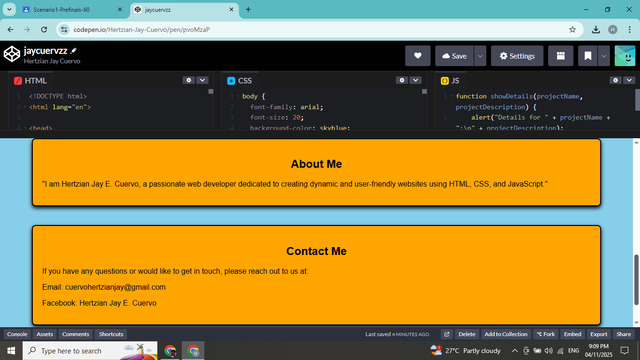 Scenario1-Prefinals-60
jaycuervzz
codepen.io/Hertzian-Jay-Cuervo/pen/pvoMzaP
jaycuervzz
Hertzian Jay Cuervo
Save
Settings
HTML
1 <!DOCTYPE html>
2 <html lang="en">
3
4 <head>
CSS
1 body {
2 font-family: arial;
3 font-size: 20;
4 background-color: skyblue;
JS
1 function showDetails(projectName,
projectDescription) {
2 alert("Details for " + projectName +
":\n" + projectDescription);
About Me
"I am Hertzian Jay E. Cuervo, a passionate web developer dedicated to creating dynamic and user-friendly websites using HTML, CSS, and JavaScript."
Contact Me
If you have any questions or would like to get in touch, please reach out to us at:
Email: cuervohertzianjay@gmail.com
Facebook: Hertzian Jay E. Cuervo
Console
Assets
Comments
Shortcuts
Last saved 4 MINUTES AGO
Delete
Add to Collection
Fork
Embed
Export
Share
Type here to search
27°C Partly cloudy
9:09 PM
04/11/2025